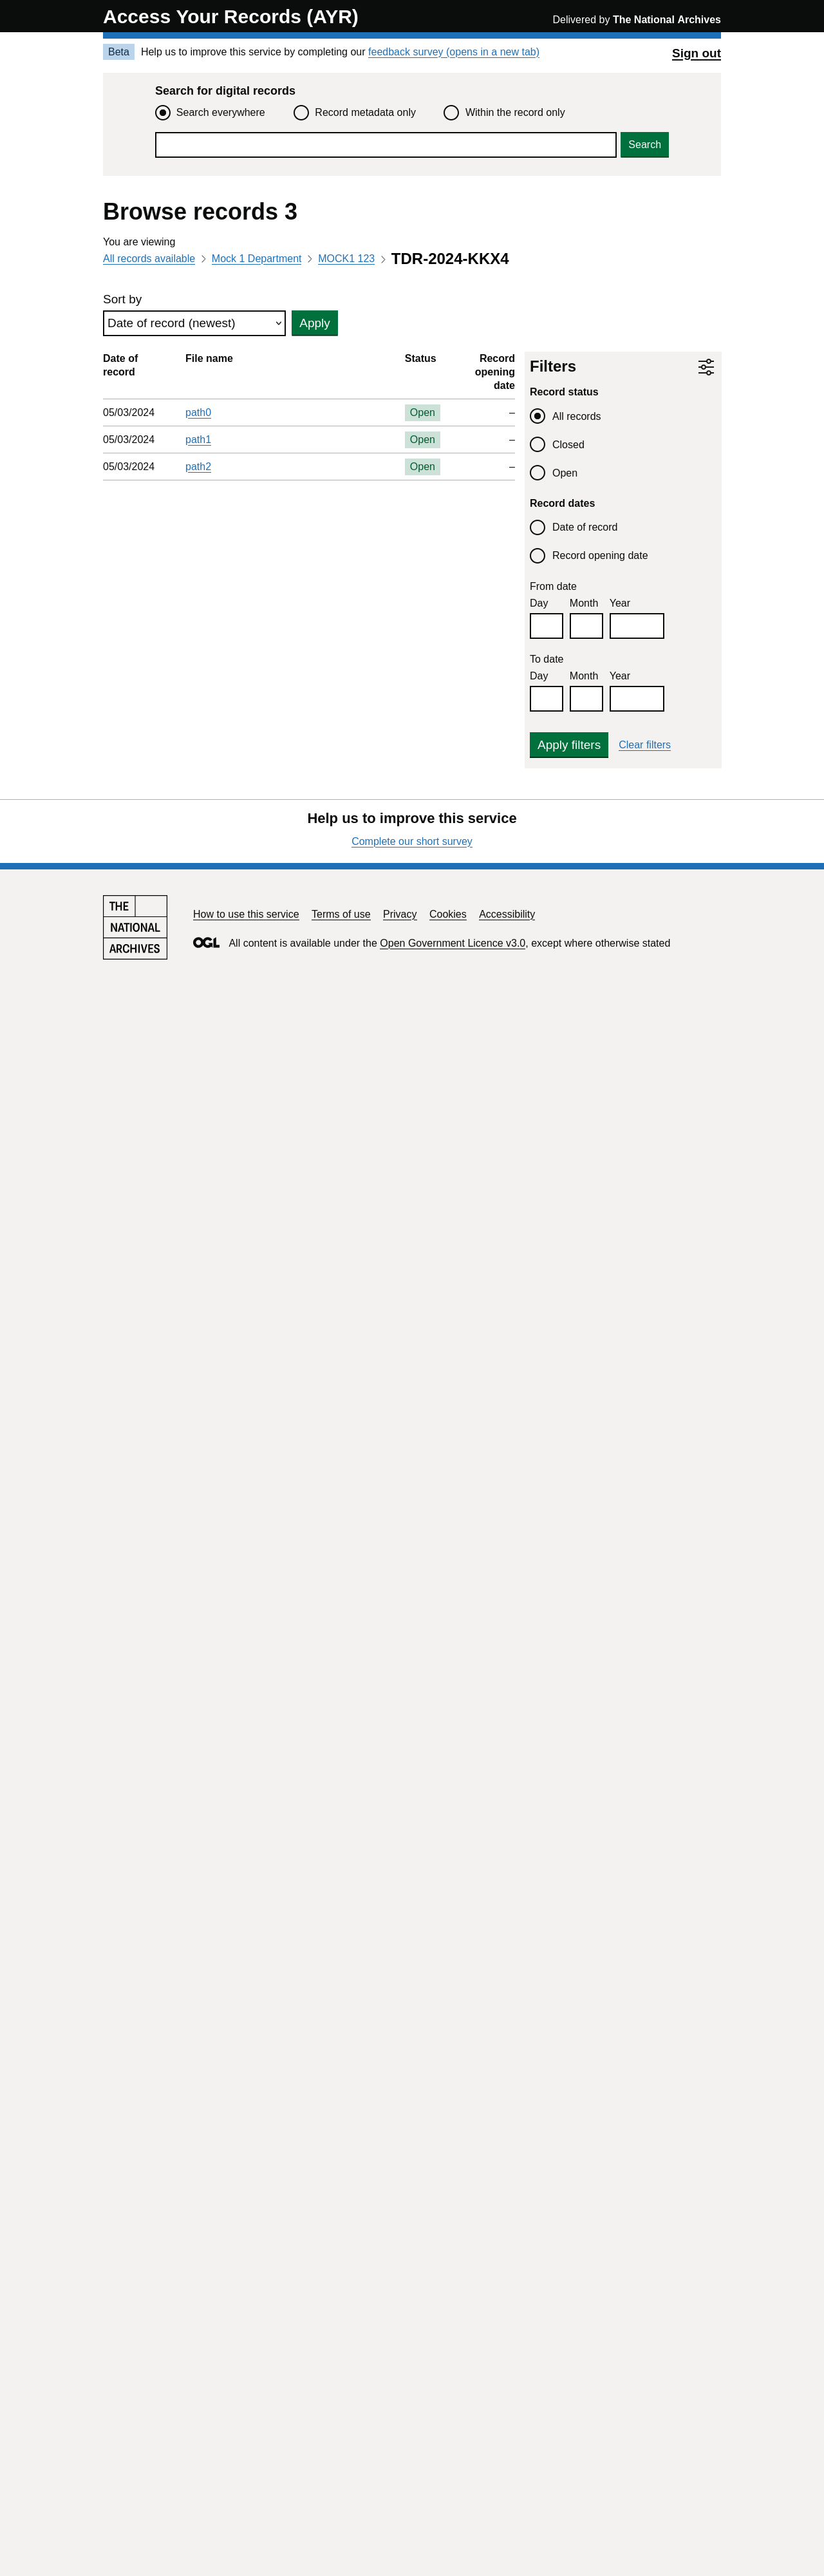 Access Your Records (AYR)
Delivered by The National Archives
Beta
Help us to improve this service by completing our feedback survey (opens in a new tab)
Sign out
Search for digital records
Search everywhere
Record metadata only
Within the record only
Search
Browse records 3
You are viewing
All records available
Mock 1 Department
MOCK1 123
TDR-2024-KKX4
Sort by
Date of record (newest)
Apply
Date of record
File name
Status
Record opening date
05/03/2024 path0 Open –
05/03/2024 path1 Open –
05/03/2024 path2 Open –
Filters
Record status
All records
Closed
Open
Record dates
Date of record
Record opening date
From date
Day Month Year
To date
Day Month Year
Apply filters
Clear filters
Help us to improve this service
Complete our short survey
THE
NATIONAL
ARCHIVES
How to use this service Terms of use Privacy Cookies Accessibility
OGL All content is available under the Open Government Licence v3.0, except where otherwise stated